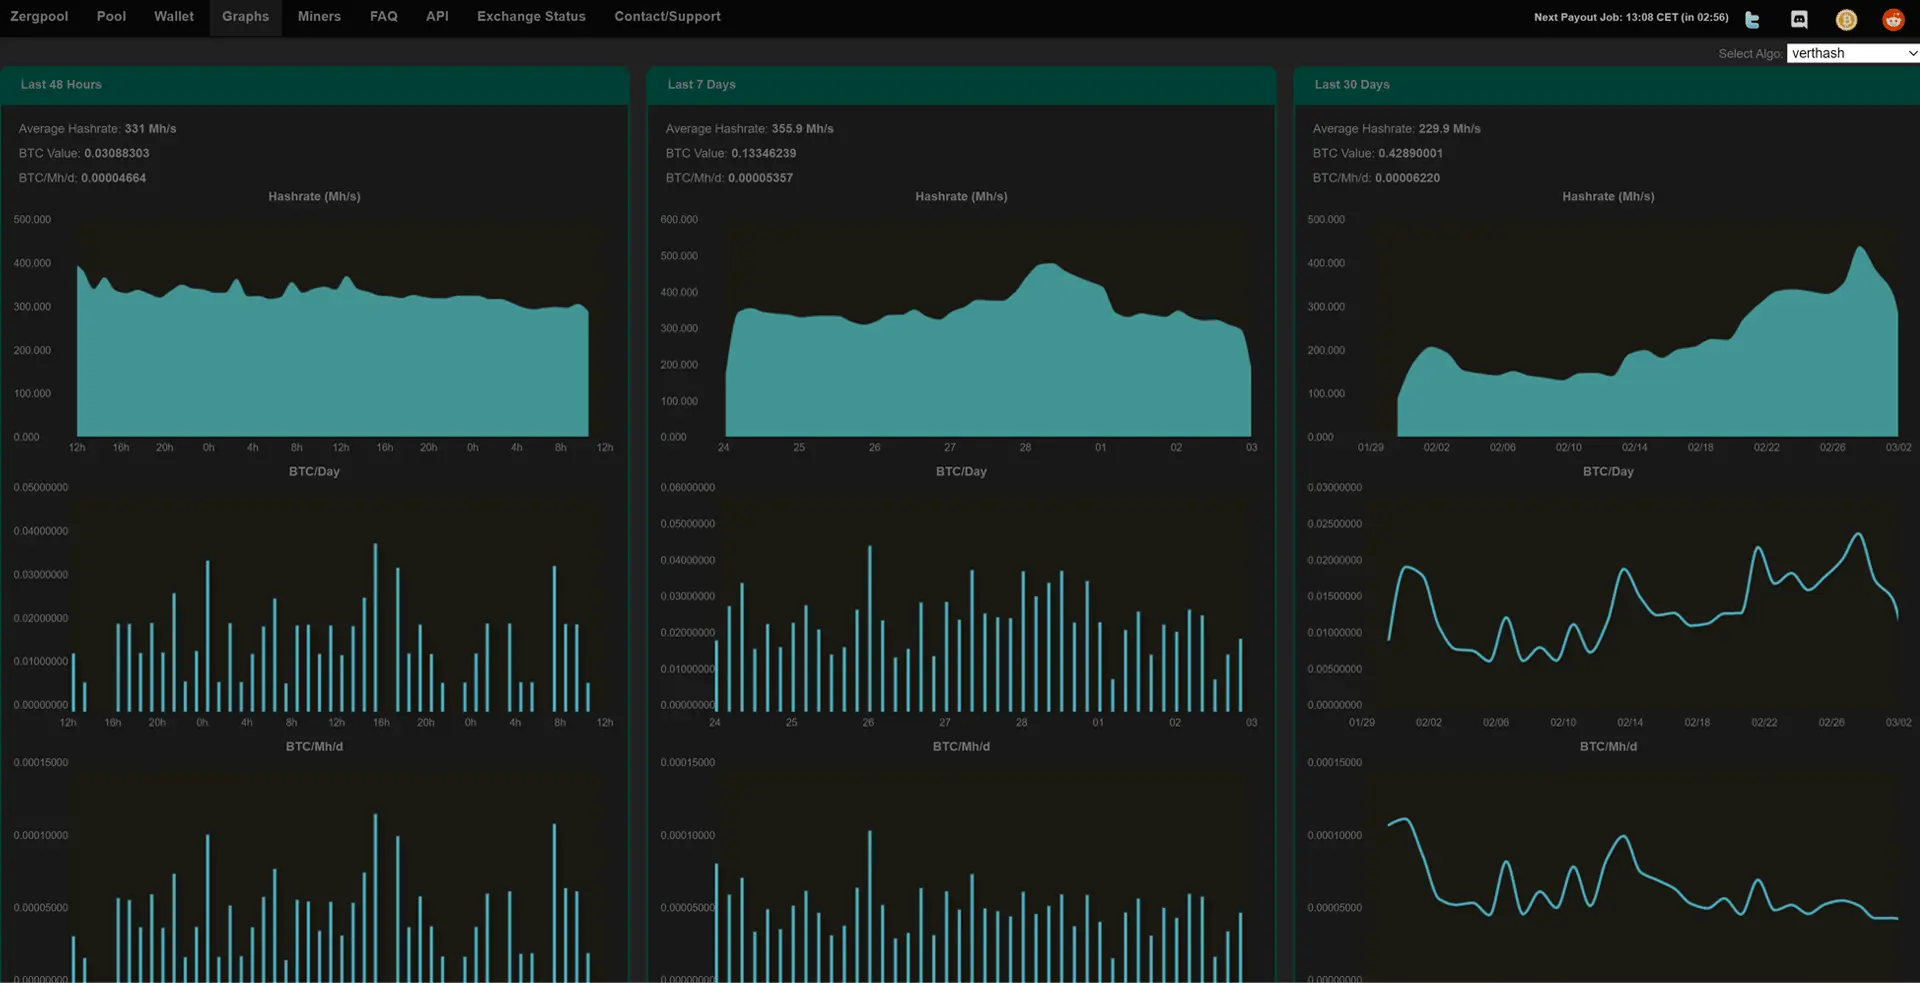 Zergpool Pool Wallet Graphs Miners FAQ API Exchange Status Contact/Support Next Payout Job: 13:08 CET (in 02:56)
Select Algo: verthash
Last 48 Hours
Average Hashrate: 331 Mh/s
BTC Value: 0.03088303
BTC/Mh/d: 0.00004664
Hashrate (Mh/s)
500.000
400.000
300.000
200.000
100.000
0.000
12h 16h 20h 0h 4h 8h 12h 16h 20h 0h 4h 8h 12h
BTC/Day
0.05000000
0.04000000
0.03000000
0.02000000
0.01000000
0.00000000
12h 16h 20h 0h 4h 8h 12h 16h 20h 0h 4h 8h 12h
BTC/Mh/d
0.00015000
0.00010000
0.00005000
0.00000000
Last 7 Days
Average Hashrate: 355.9 Mh/s
BTC Value: 0.13346239
BTC/Mh/d: 0.00005357
Hashrate (Mh/s)
600.000
500.000
400.000
300.000
200.000
100.000
0.000
24 25 26 27 28 01 02 03
BTC/Day
0.06000000
0.05000000
0.04000000
0.03000000
0.02000000
0.01000000
0.00000000
24 25 26 27 28 01 02 03
BTC/Mh/d
0.00015000
0.00010000
0.00005000
0.00000000
Last 30 Days
Average Hashrate: 229.9 Mh/s
BTC Value: 0.42890001
BTC/Mh/d: 0.00006220
Hashrate (Mh/s)
500.000
400.000
300.000
200.000
100.000
0.000
01/29 02/02 02/06 02/10 02/14 02/18 02/22 02/26 03/02
BTC/Day
0.03000000
0.02500000
0.02000000
0.01500000
0.01000000
0.00500000
0.00000000
01/29 02/02 02/06 02/10 02/14 02/18 02/22 02/26 03/02
BTC/Mh/d
0.00015000
0.00010000
0.00005000
0.00000000